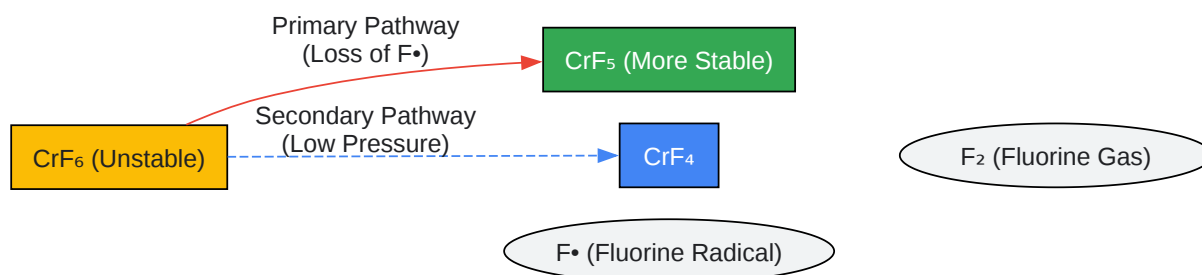 Primary Pathway
(Loss of F•)
CrF₅ (More Stable)
Secondary Pathway
(Low Pressure)
CrF₆ (Unstable)
CrF₄
F₂ (Fluorine Gas)
F• (Fluorine Radical)